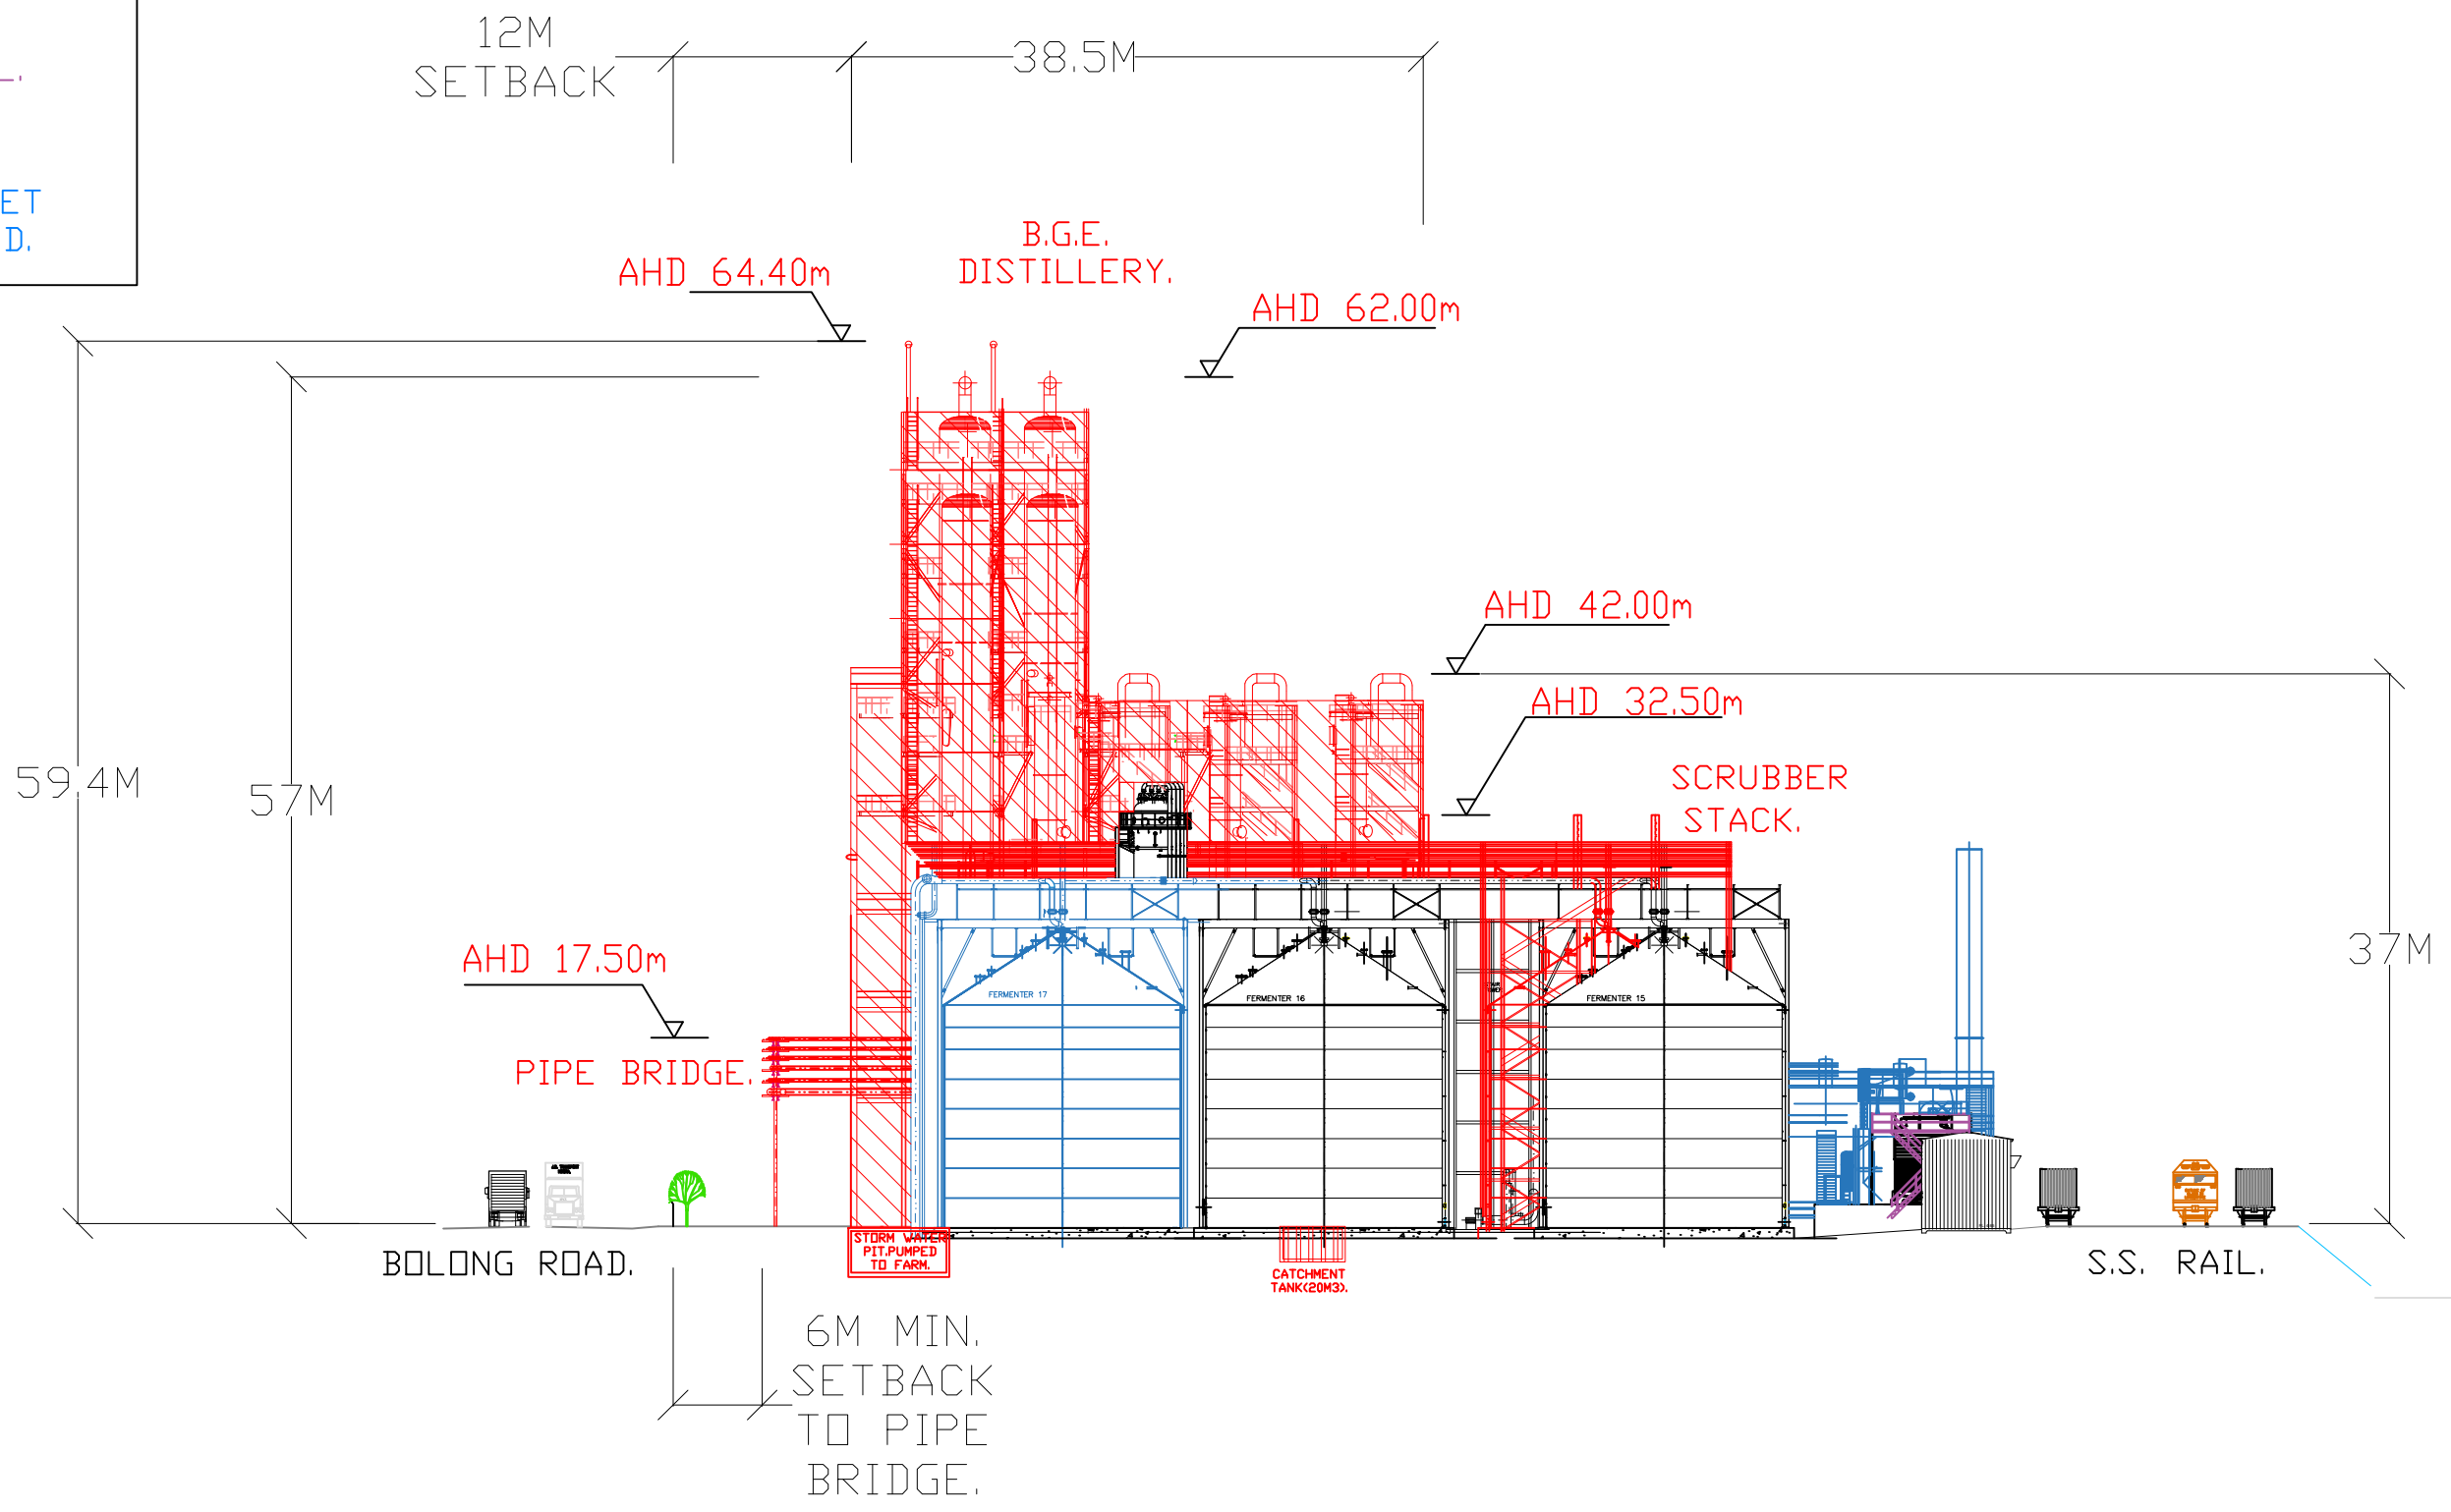 12M
SETBACK
38.5M
ET
D.
B.G.E.
DISTILLERY.
AHD 64.40m
AHD 62.00m
AHD 42.00m
AHD 32.50m
SCRUBBER
STACK.
59.4M
57M
37M
AHD 17.50m
PIPE BRIDGE.
FERMENTER 17
FERMENTER 16
FERMENTER 15
STORM WATER
PIT.PUMPED
TO FARM.
CATCHMENT
TANK(20M3).
BOLONG ROAD.
S.S. RAIL.
6M MIN.
SETBACK
TO PIPE
BRIDGE.